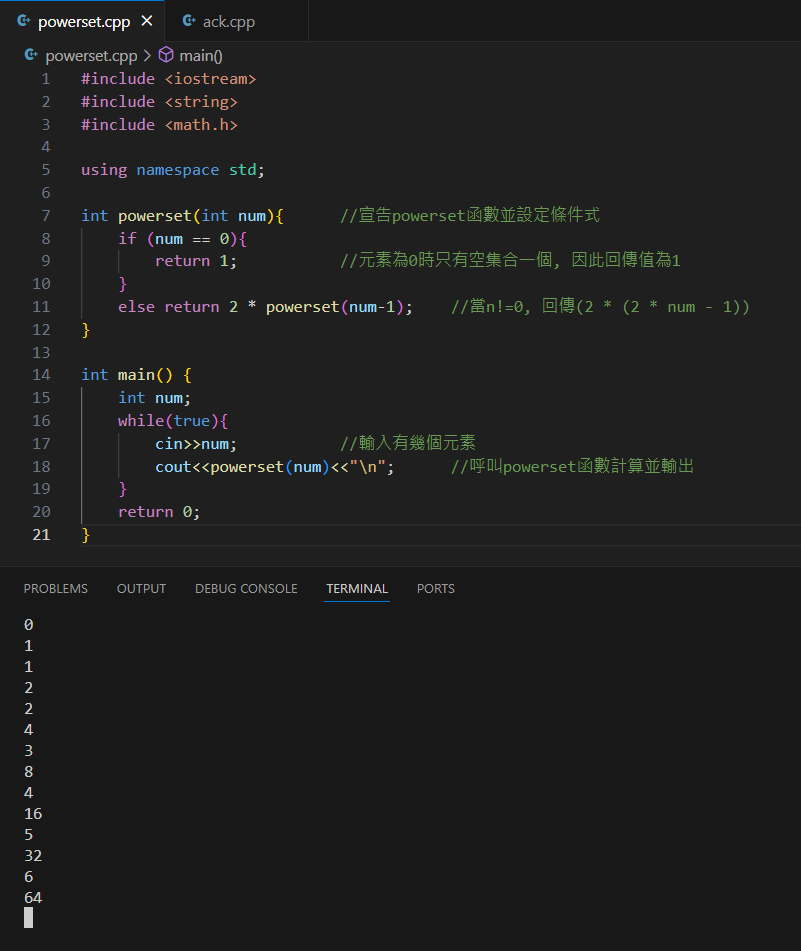 powerset.cpp ack.cpp
powerset.cpp > main()
1 #include <iostream>
2 #include <string>
3 #include <math.h>
4
5 using namespace std;
6
7 int powerset(int num){ //宣告powerset函數並設定條件式
8 if (num == 0){
9 return 1; //元素為0時只有空集合一個, 因此回傳值為1
10 }
11 else return 2 * powerset(num-1); //當n!=0, 回傳(2 * (2 * num - 1))
12 }
13
14 int main() {
15 int num;
16 while(true){
17 cin>>num; //輸入有幾個元素
18 cout<<powerset(num)<<"\n"; //呼叫powerset函數計算並輸出
19 }
20 return 0;
21 }
PROBLEMS OUTPUT DEBUG CONSOLE TERMINAL PORTS
0
1
1
2
2
4
3
8
4
16
5
32
6
64